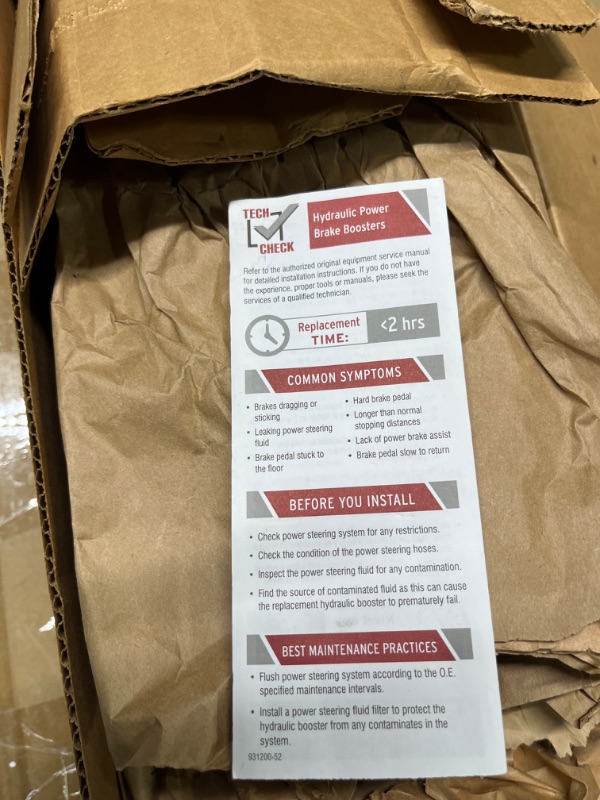 TECH
CHECK
Hydraulic Power
Brake Boosters
Refer to the authorized original equipment service manual
for detailed installation instructions. If you do not have
the experience, proper tools or manuals, please seek the
services of a qualified technician.
Replacement
TIME:
<2 hrs
COMMON SYMPTOMS
• Brakes dragging or
sticking
• Leaking power steering
fluid
• Brake pedal stuck to
the floor
• Hard brake pedal
• Longer than normal
stopping distances
• Lack of power brake assist
• Brake pedal slow to return
BEFORE YOU INSTALL
• Check power steering system for any restrictions.
• Check the condition of the power steering hoses.
• Inspect the power steering fluid for any contamination.
• Find the source of contaminated fluid as this can cause
the replacement hydraulic booster to prematurely fail.
BEST MAINTENANCE PRACTICES
• Flush power steering system according to the O.E.
specified maintenance intervals.
• Install a power steering fluid filter to protect the
hydraulic booster from any contaminates in the
system.
931200-52